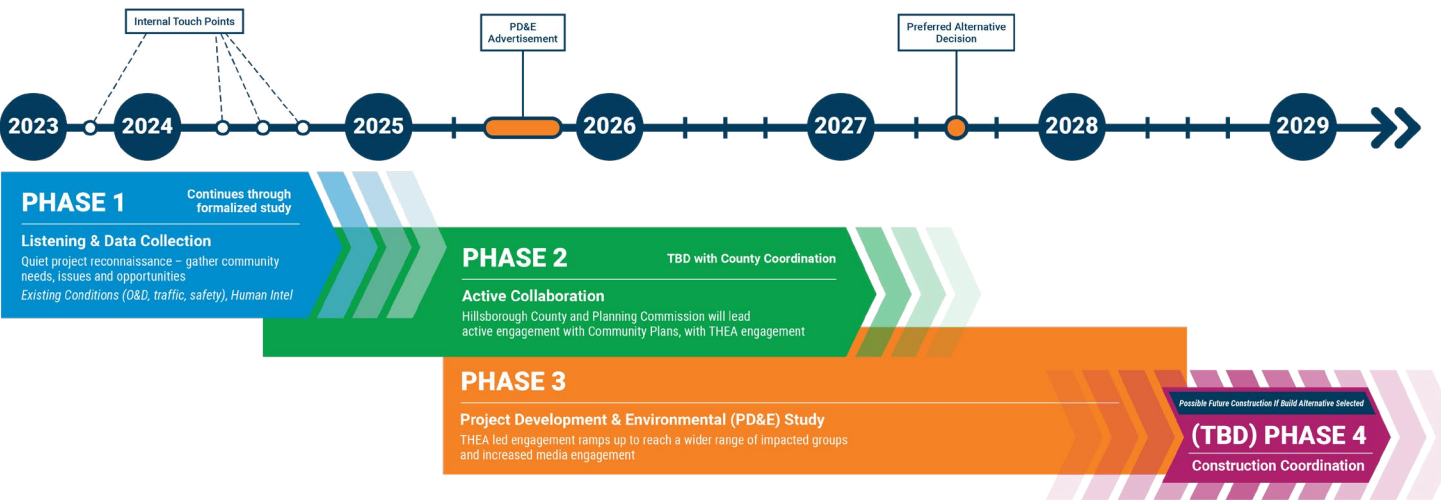 Internal Touch Points
PD&E
Advertisement
Preferred Alternative
Decision
2023
2024
2025
2026
2027
2028
2029
PHASE 1
Continues through
formalized study
Listening & Data Collection
Quiet project reconnaissance – gather community
needs, issues and opportunities
Existing Conditions (O&D, traffic, safety), Human Intel
PHASE 2
TBD with County Coordination
Active Collaboration
Hillsborough County and Planning Commission will lead
active engagement with Community Plans, with THEA engagement
PHASE 3
Project Development & Environmental (PD&E) Study
THEA led engagement ramps up to reach a wider range of impacted groups
and increased media engagement
Possible Future Construction If Build Alternative Selected
(TBD) PHASE 4
Construction Coordination